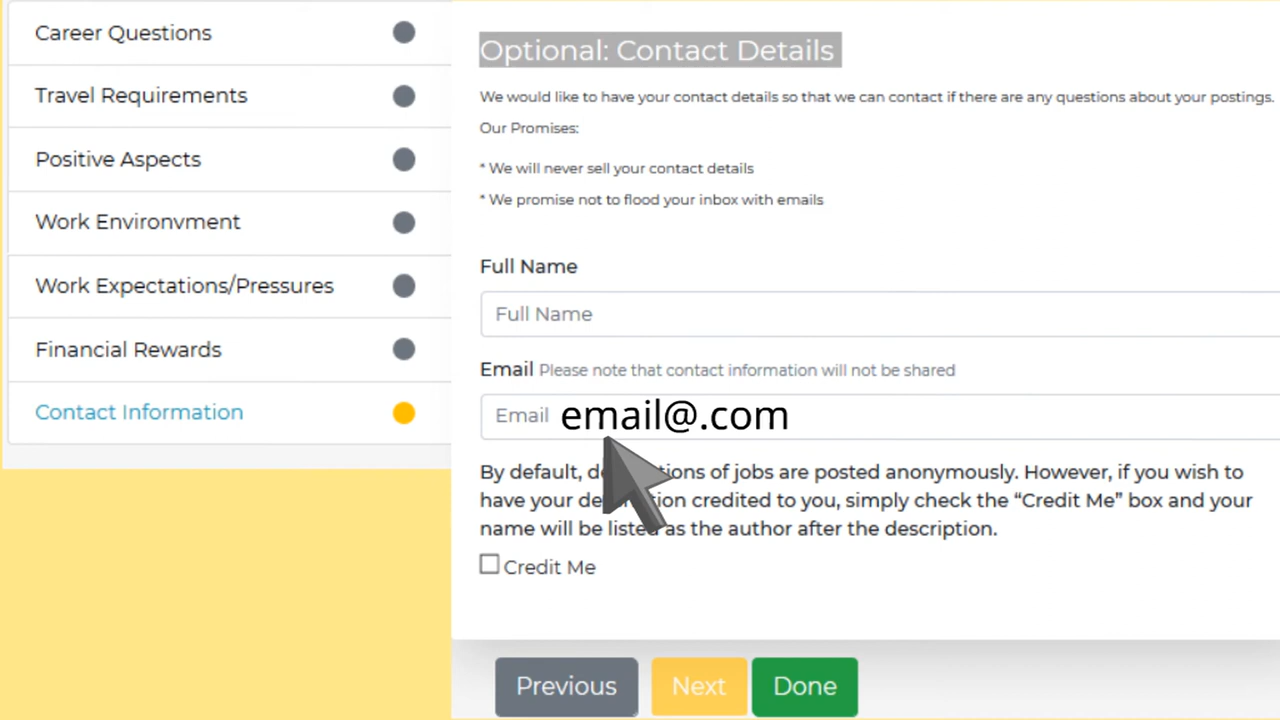 Career Questions
Travel Requirements
Positive Aspects
Work Environvment
Work Expectations/Pressures
Financial Rewards
Contact Information
Optional: Contact Details
We would like to have your contact details so that we can contact if there are any questions about your postings.
Our Promises:
* We will never sell your contact details
* We promise not to flood your inbox with emails
Full Name
Full Name
Email Please note that contact information will not be shared
Email email@.com
By default, of jobs are posted anonymously. However, if you wish to
have your credited to you, simply check the “Credit Me” box and your
name will be listed as the author after the description.
Credit Me
Previous Next Done